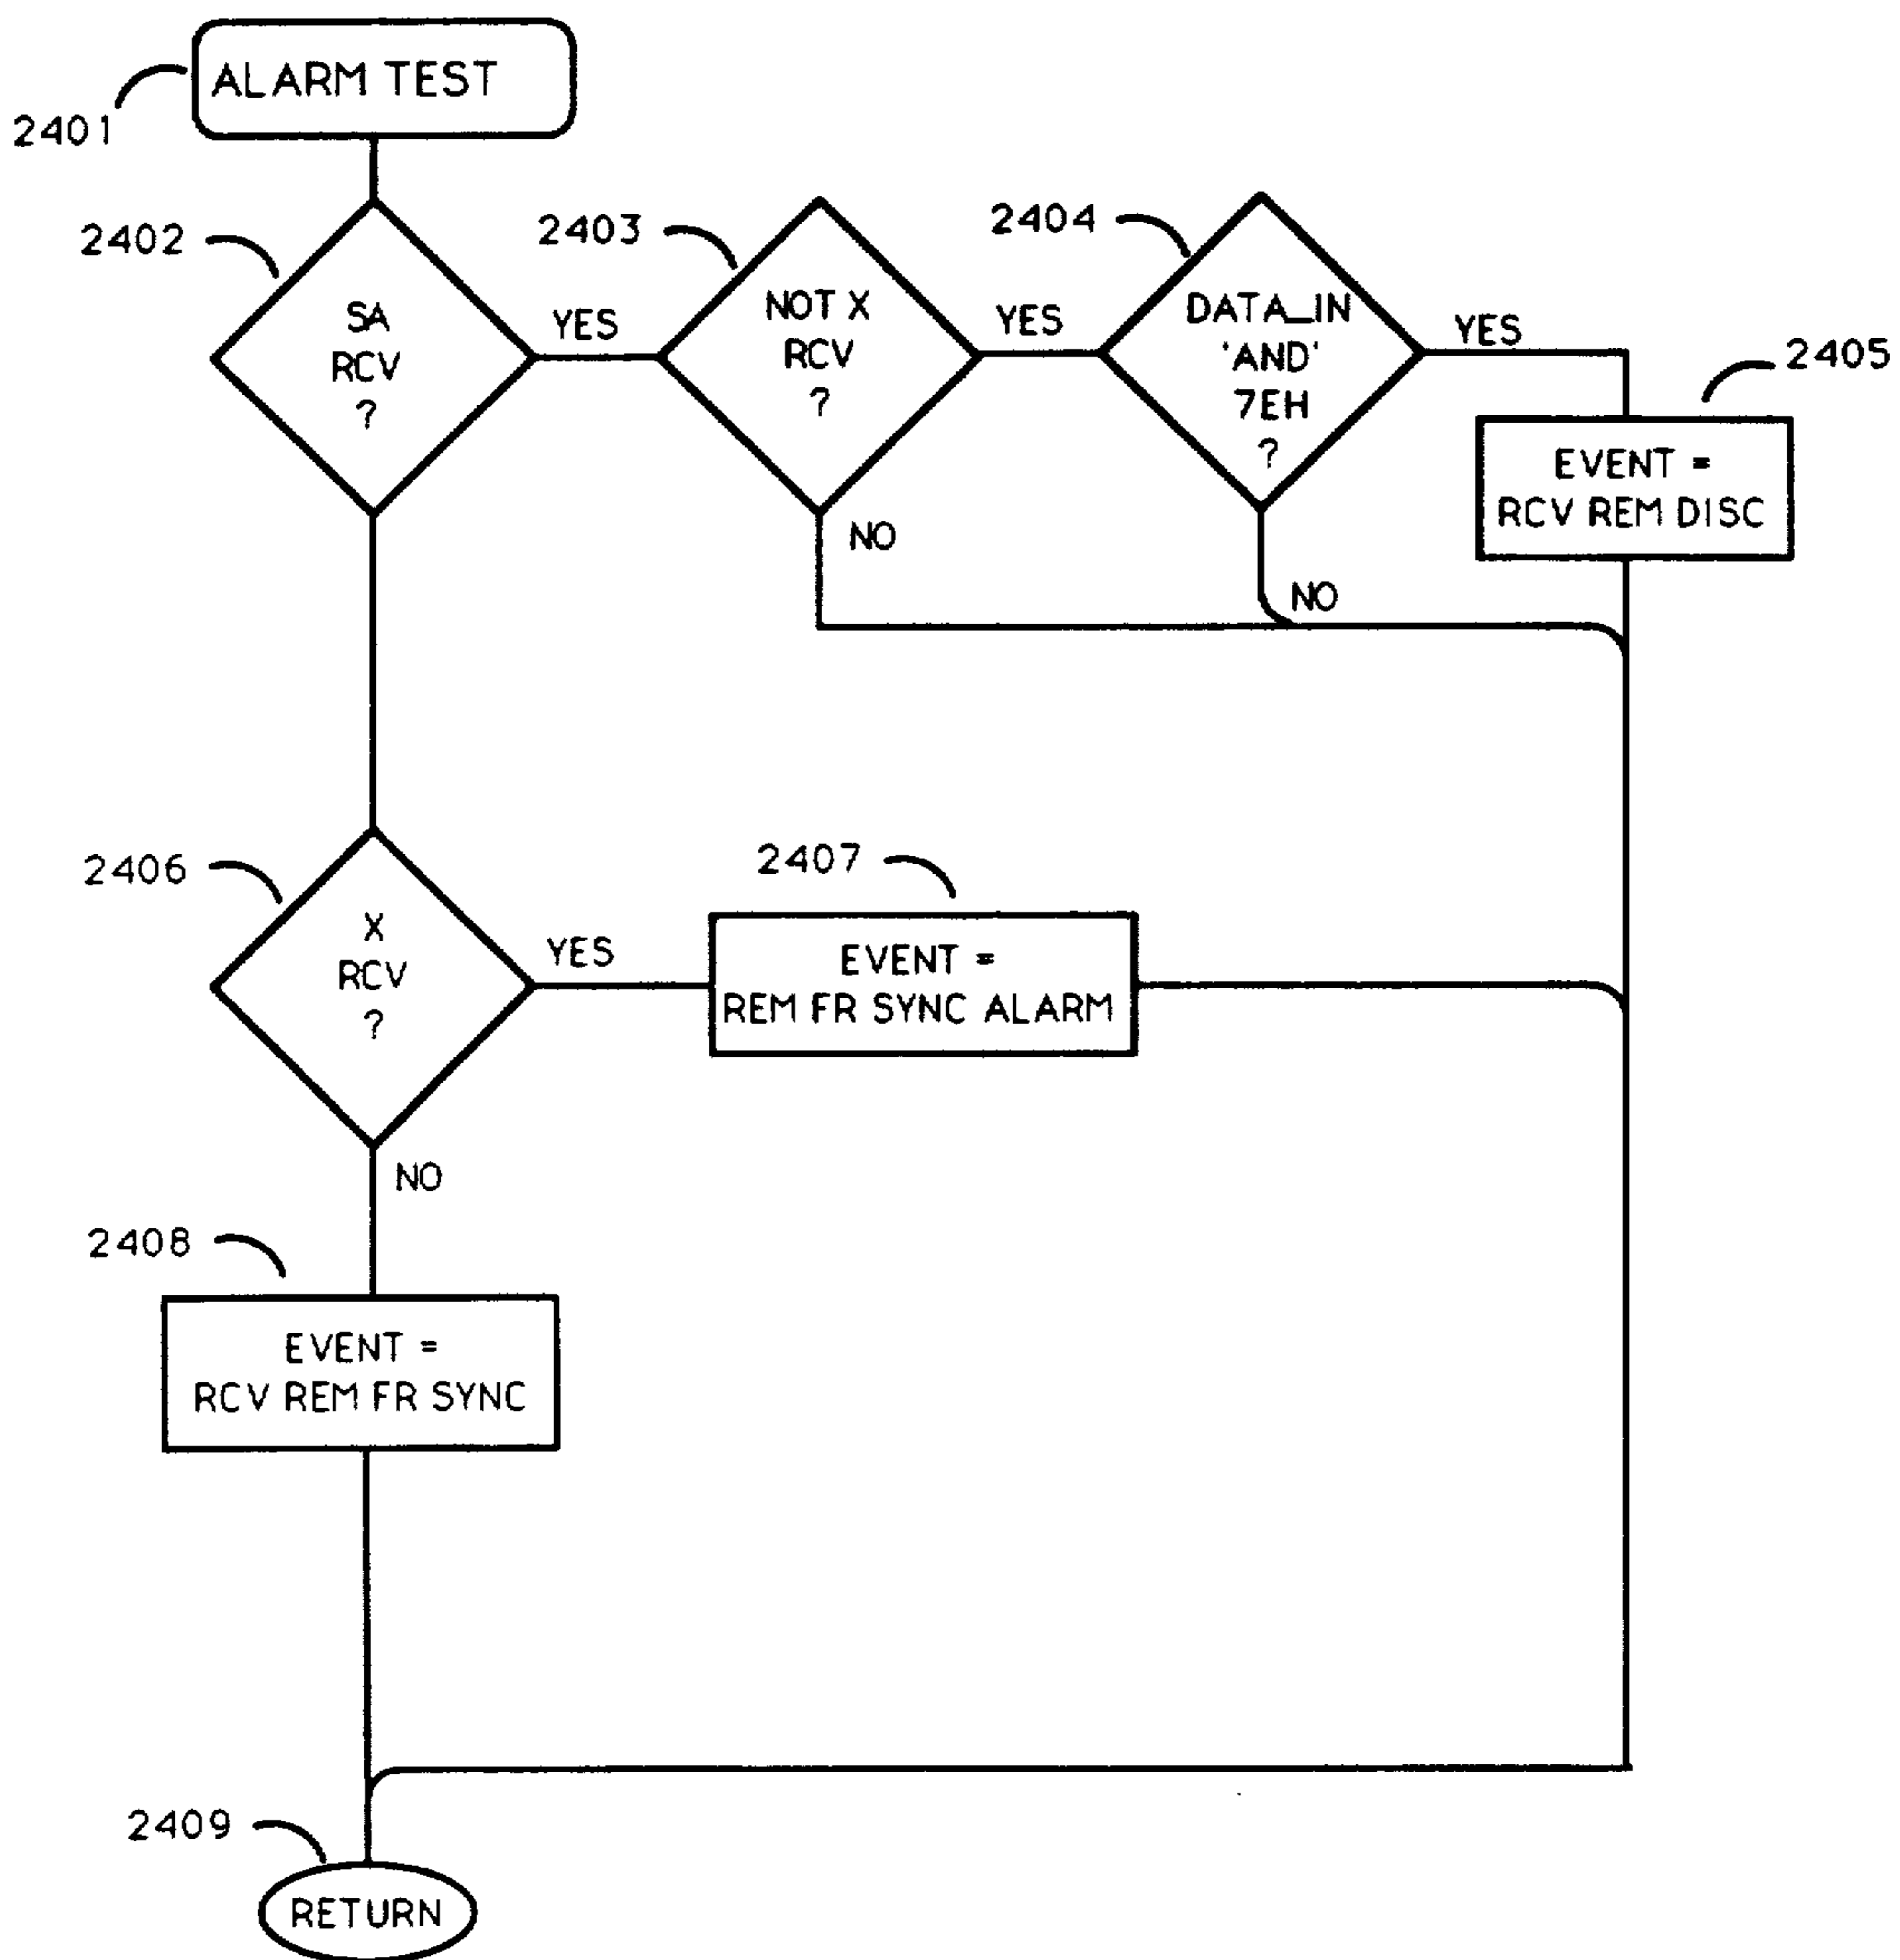 ALARM TEST
2401
2402
SA
RCV
?
YES
2403
NOT X
RCV
?
YES
NO
2404
DATA_IN
'AND'
7EH
?
YES
NO
2405
EVENT =
RCV REM DISC
2406
X
RCV
?
YES
NO
2407
EVENT =
REM FR SYNC ALARM
2408
EVENT =
RCV REM FR SYNC
2409
RETURN